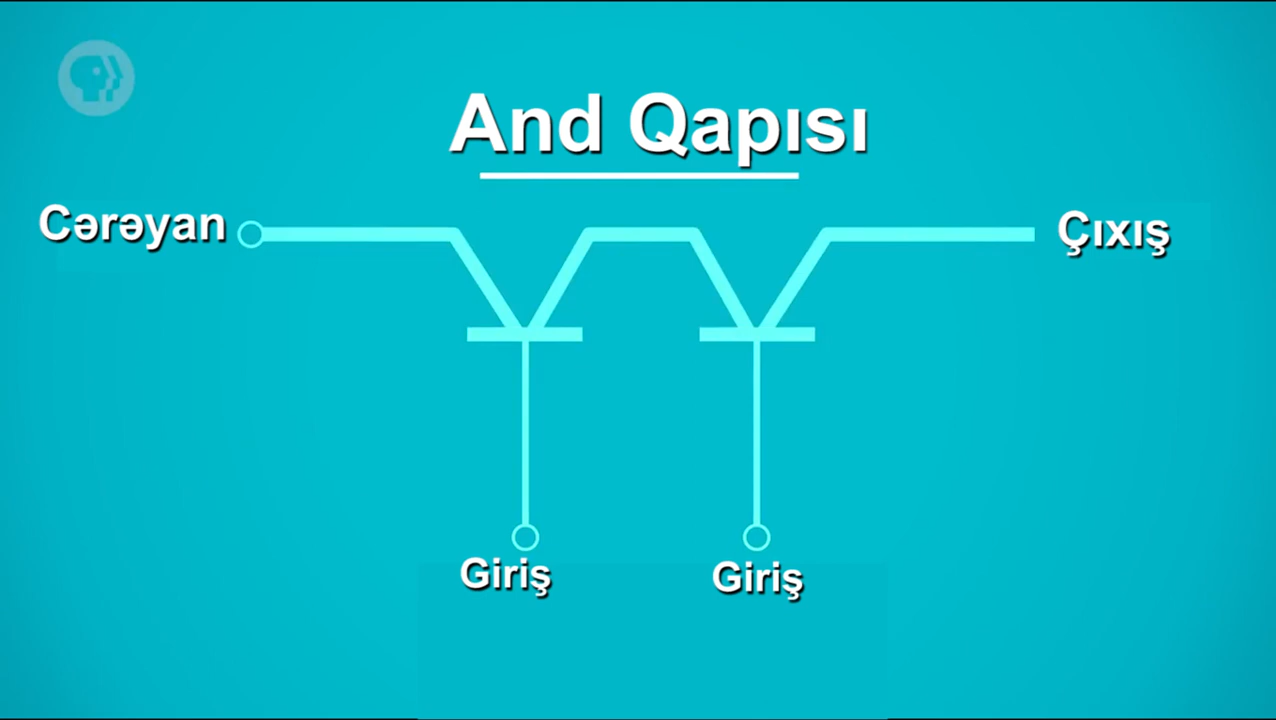 And Qapısı
Cərəyan
Çıxış
Giriş
Giriş